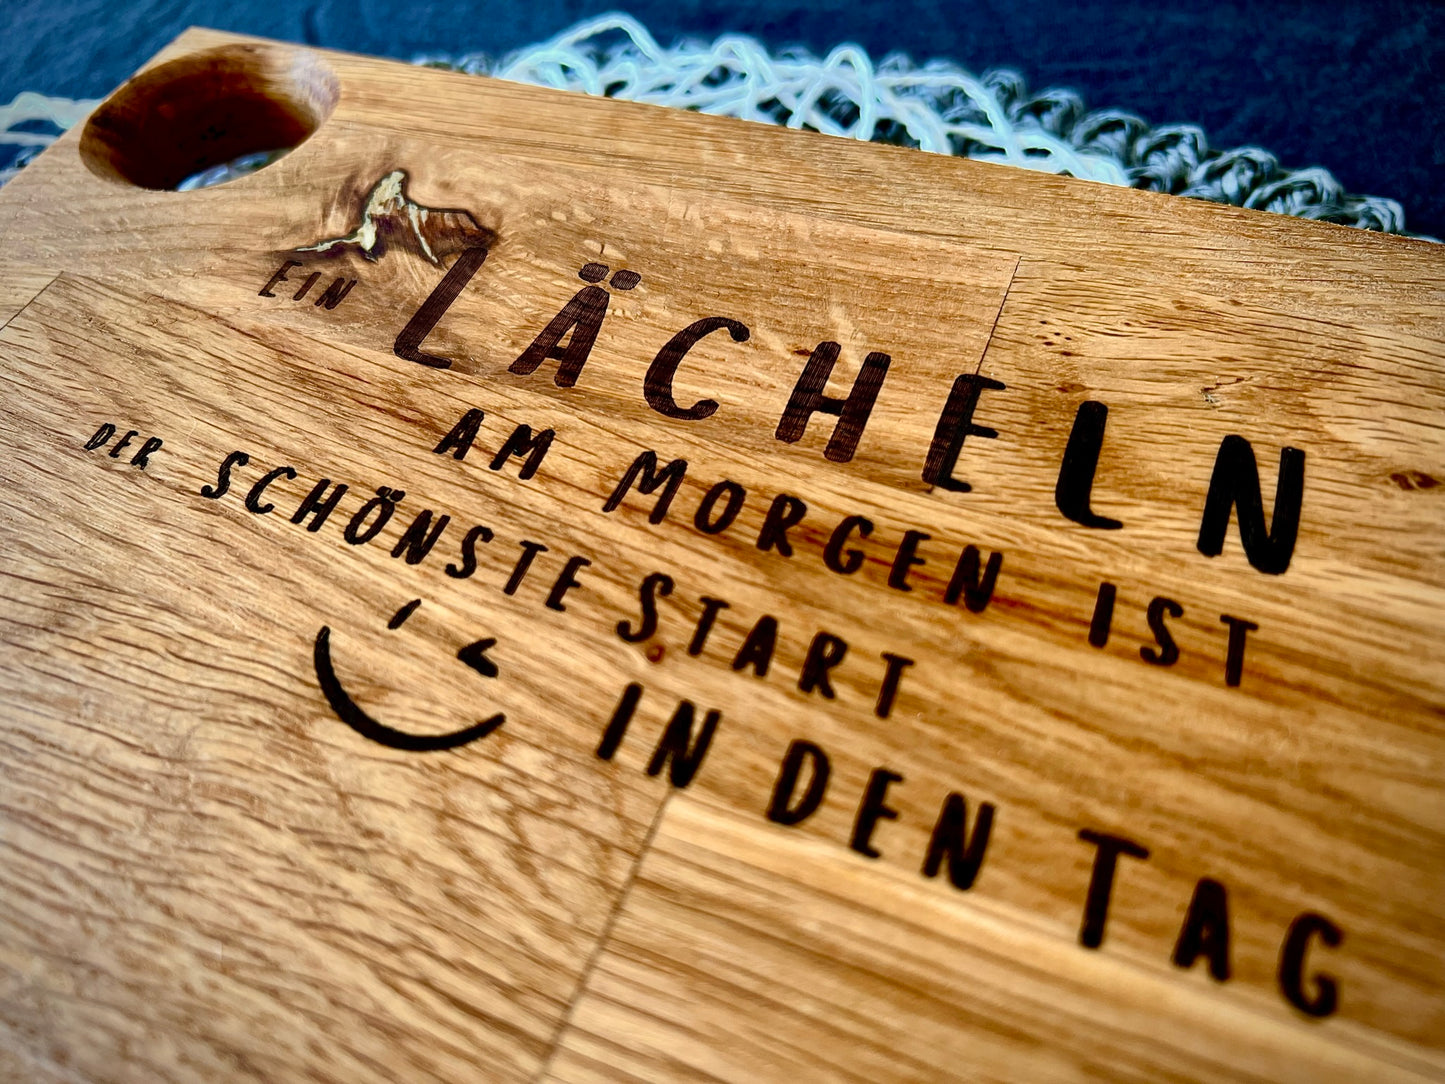 EIN LÄCHELN
AM MORGEN IST
DER SCHÖNSTE START
IN DEN TAG